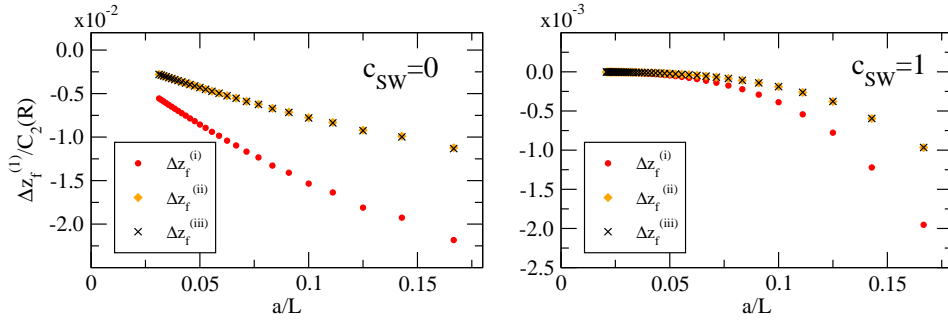 x10⁻²
0.0
-0.5
-1.0
-1.5
-2.0
Δz_f^(1)/C₂(R)
c_SW=0
Δz_f^(i)
Δz_f^(ii)
Δz_f^(iii)
0 0.05 0.1 0.15
a/L
x10⁻³
0.0
-0.5
-1.0
-1.5
-2.0
-2.5
c_SW=1
Δz_f^(i)
Δz_f^(ii)
Δz_f^(iii)
0 0.05 0.1 0.15
a/L